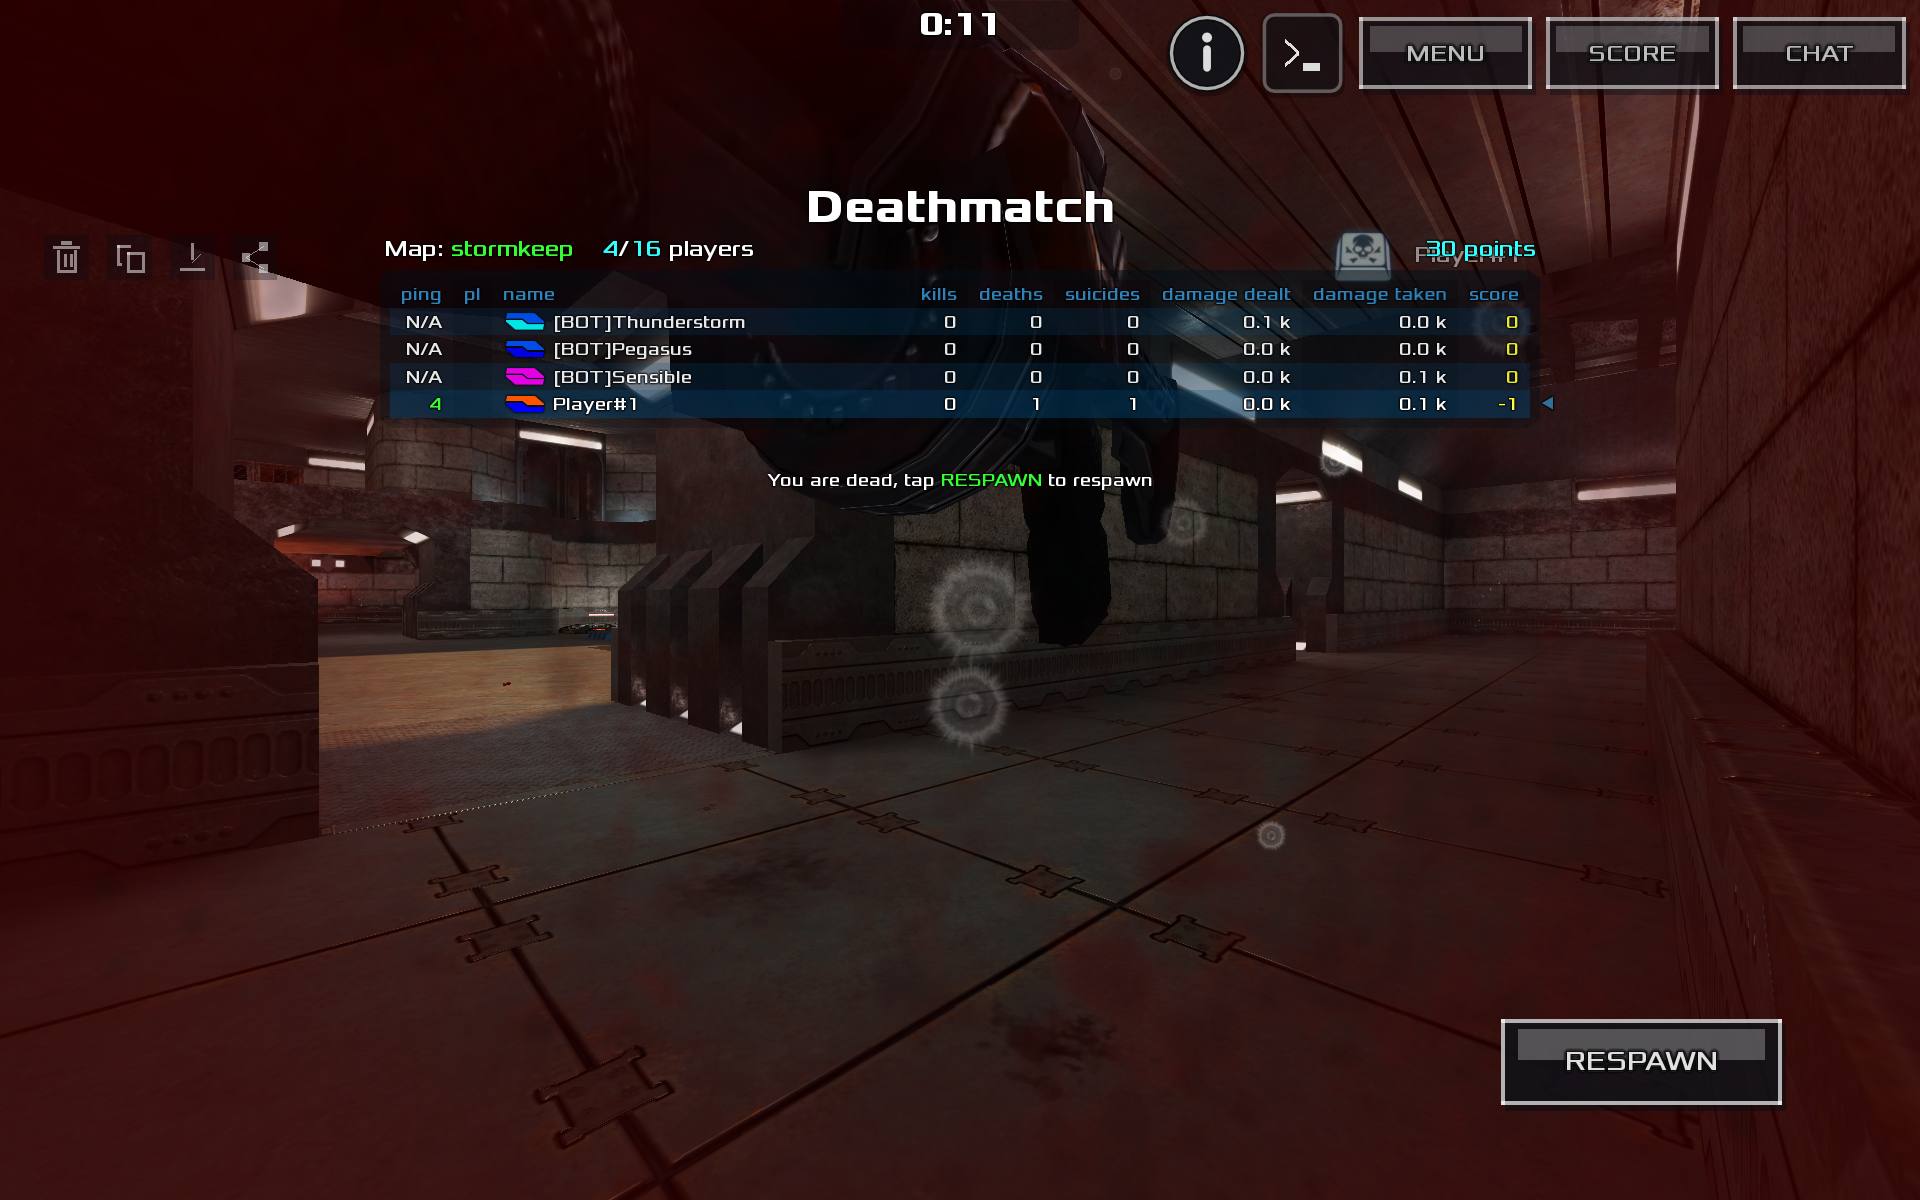 0:11
MENU
SCORE
CHAT
Deathmatch
Map: stormkeep 4/16 players 30 points
ping pl name kills deaths suicides damage dealt damage taken score
N/A [BOT]Thunderstorm 0 0 0 0.1 k 0.0 k 0
N/A [BOT]Pegasus 0 0 0 0.0 k 0.0 k 0
N/A [BOT]Sensible 0 0 0 0.0 k 0.1 k 0
4 Player#1 0 1 1 0.0 k 0.1 k -1
You are dead, tap RESPAWN to respawn
RESPAWN